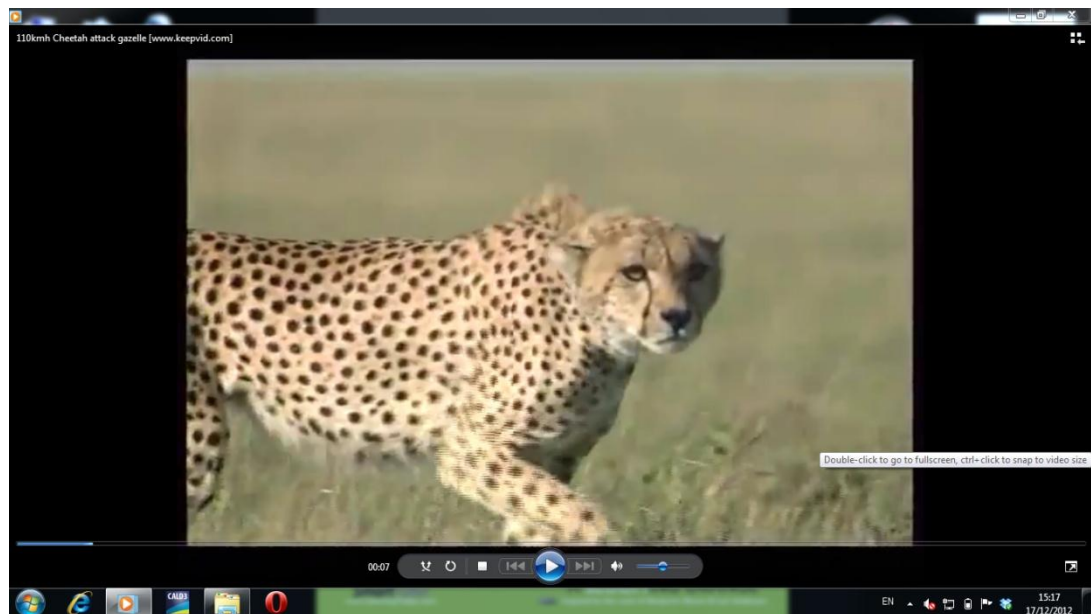 110kmh Cheetah attack gazelle [www.keepvid.com]
Double-click to go to fullscreen, ctrl+click to snap to video size
00:07
CALD3
EN
15:17
17/12/2012